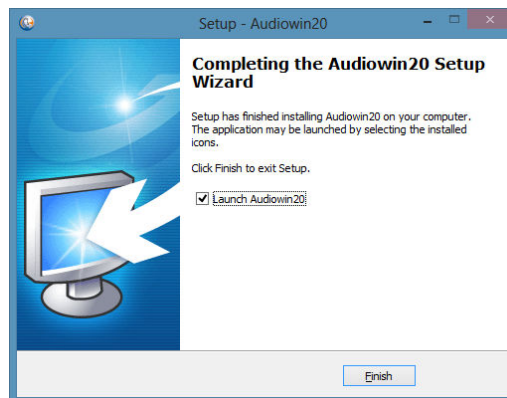 Setup - Audiowin20
Completing the Audiowin20 Setup
Wizard
Setup has finished installing Audiowin20 on your computer.
The application may be launched by selecting the installed
icons.
Click Finish to exit Setup.
Launch Audiowin20
Finish